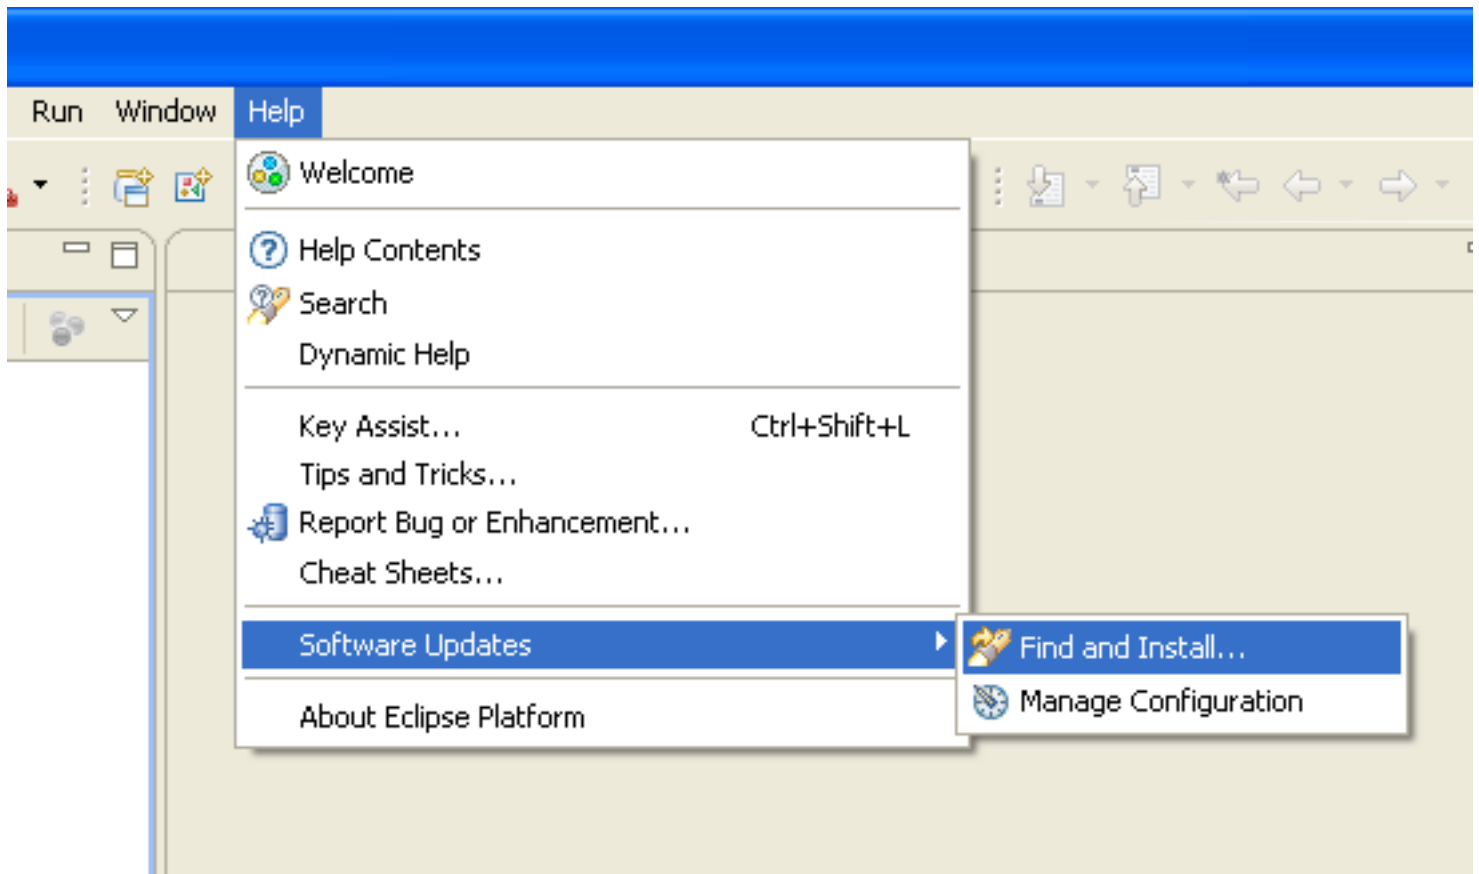 Run Window Help
Welcome
Help Contents
Search
Dynamic Help
Key Assist... Ctrl+Shift+L
Tips and Tricks...
Report Bug or Enhancement...
Cheat Sheets...
Software Updates
Find and Install...
Manage Configuration
About Eclipse Platform